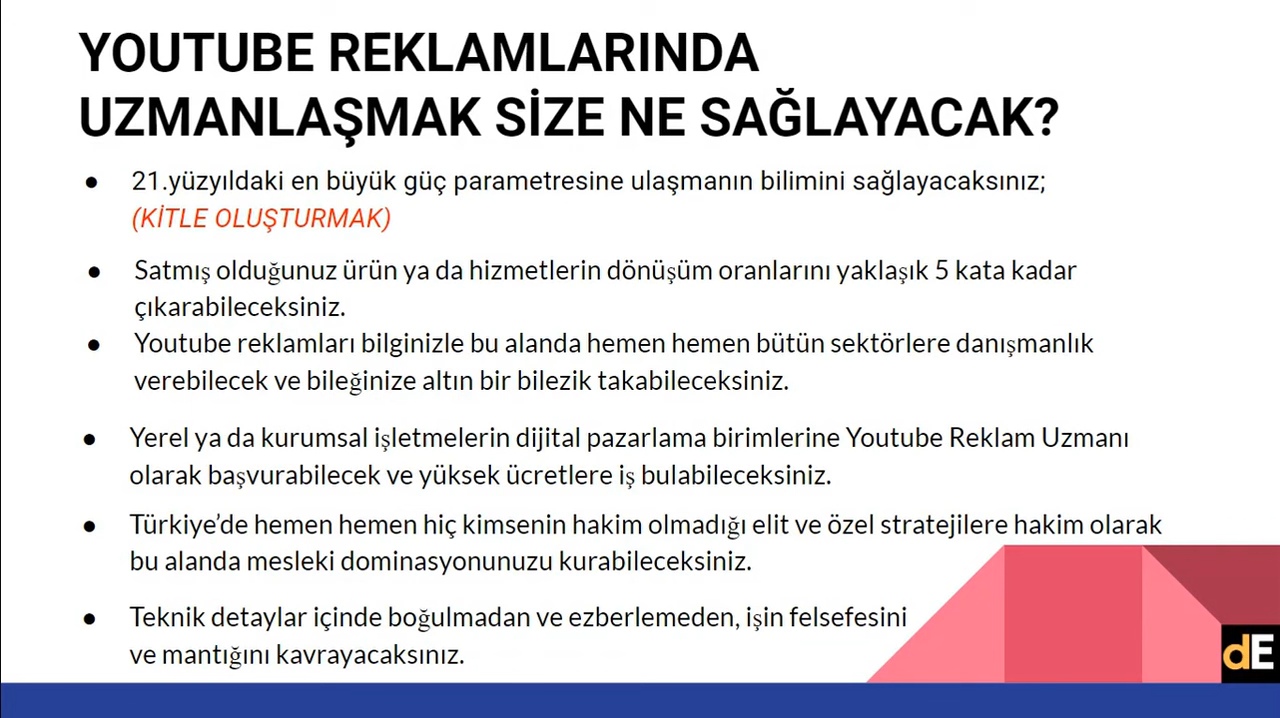 YOUTUBE REKLAMLARINDA
UZMANLAŞMAK SİZE NE SAĞLAYACAK?
● 21.yüzyıldaki en büyük güç parametresine ulaşmanın bilimini sağlayacaksınız;
(KİTLE OLUŞTURMAK)
● Satmış olduğunuz ürün ya da hizmetlerin dönüşüm oranlarını yaklaşık 5 kata kadar
çıkarabileceksiniz.
● Youtube reklamları bilginizle bu alanda hemen hemen bütün sektörlere danışmanlık
verebilecek ve bileğinize altın bir bilezik takabileceksiniz.
● Yerel ya da kurumsal işletmelerin dijital pazarlama birimlerine Youtube Reklam Uzmanı
olarak başvurabilecek ve yüksek ücretlere iş bulabileceksiniz.
● Türkiye’de hemen hemen hiç kimsenin hakim olmadığı elit ve özel stratejilere hakim olarak
bu alanda mesleki dominasyonunuzu kurabileceksiniz.
● Teknik detaylar içinde boğulmadan ve ezberlemeden, işin felsefesini
ve mantığını kavrayacaksınız.
dE